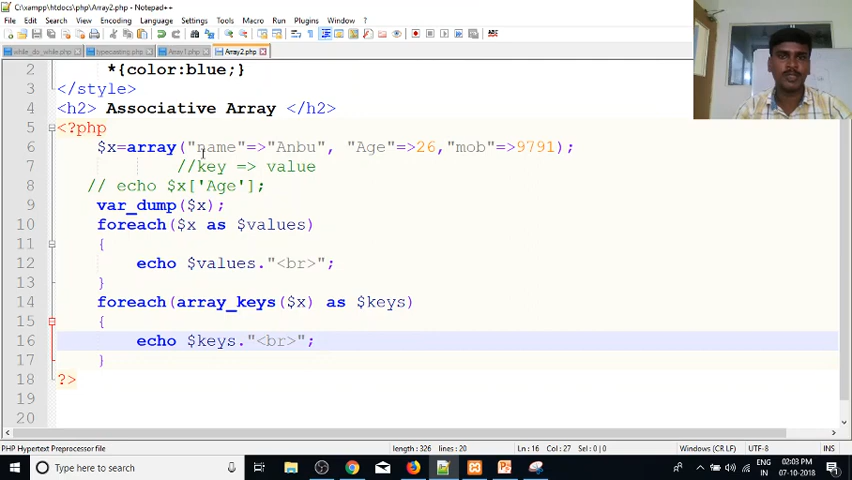 C:\xampp\htdocs\php\Array2.php - Notepad++
File Edit Search View Encoding Language Settings Tools Macro Run Plugins Window ?
while_do_while.php typecasting.php Array1.php Array2.php
2 *{color:blue;}
3 </style>
4 <h2> Associative Array </h2>
5 <?php
6 $x=array("name"=>"Anbu", "Age"=>26,"mob"=>9791);
7 //key => value
8 // echo $x['Age'];
9 var_dump($x);
10 foreach($x as $values)
11 {
12 echo $values."<br>";
13 }
14 foreach(array_keys($x) as $keys)
15 {
16 echo $keys."<br>";
17 }
18 ?>
19
20
PHP Hypertext Preprocessor file length : 326 lines : 20 Ln : 16 Col : 27 Sel : 0 | 0 Windows (CR LF) UTF-8 INS
Type here to search
ENG
IN
02:03 PM
07-10-2018